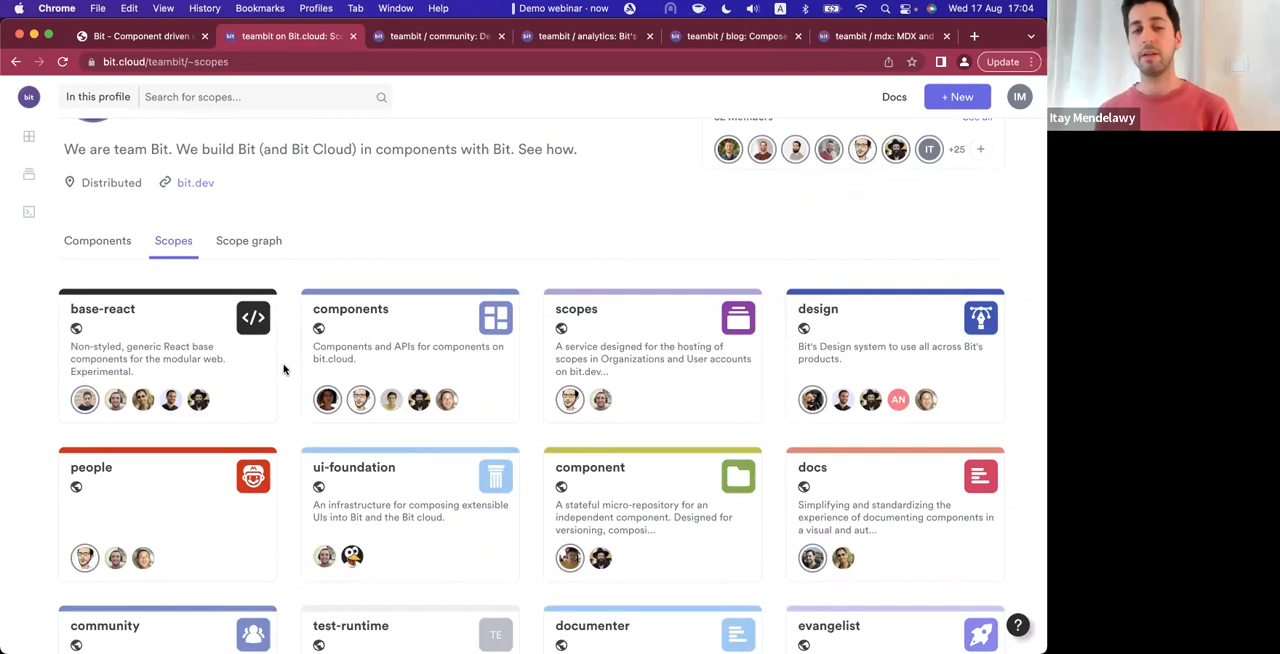 Chrome File Edit View History Bookmarks Profiles Tab Window Help Demo webinar · now A Wed 17 Aug 17:04
Bit - Component driven teambit on Bit.cloud: Sc teambit / community: De teambit / analytics: Bit's teambit / blog: Compose teambit / mdx: MDX and
bit.cloud/teambit/~scopes Update
bit In this profile Search for scopes... Docs + New IM
Itay Mendelawy
We are team Bit. We build Bit (and Bit Cloud) in components with Bit. See how.
IT +25 +
Distributed bit.dev
Components Scopes Scope graph
base-react
Non-styled, generic React base
components for the modular web.
Experimental.
components
Components and APIs for components on
bit.cloud.
scopes
A service designed for the hosting of
scopes in Organizations and User accounts
on bit.dev...
design
Bit's Design system to use all across Bit's
products.
AN
people
ui-foundation
An infrastructure for composing extensible
UIs into Bit and the Bit cloud.
component
A stateful micro-repository for an
independent component. Designed for
versioning, composi...
docs
Simplifying and standardizing the
experience of documenting components in
a visual and aut...
community
test-runtime
TE
documenter
evangelist
?